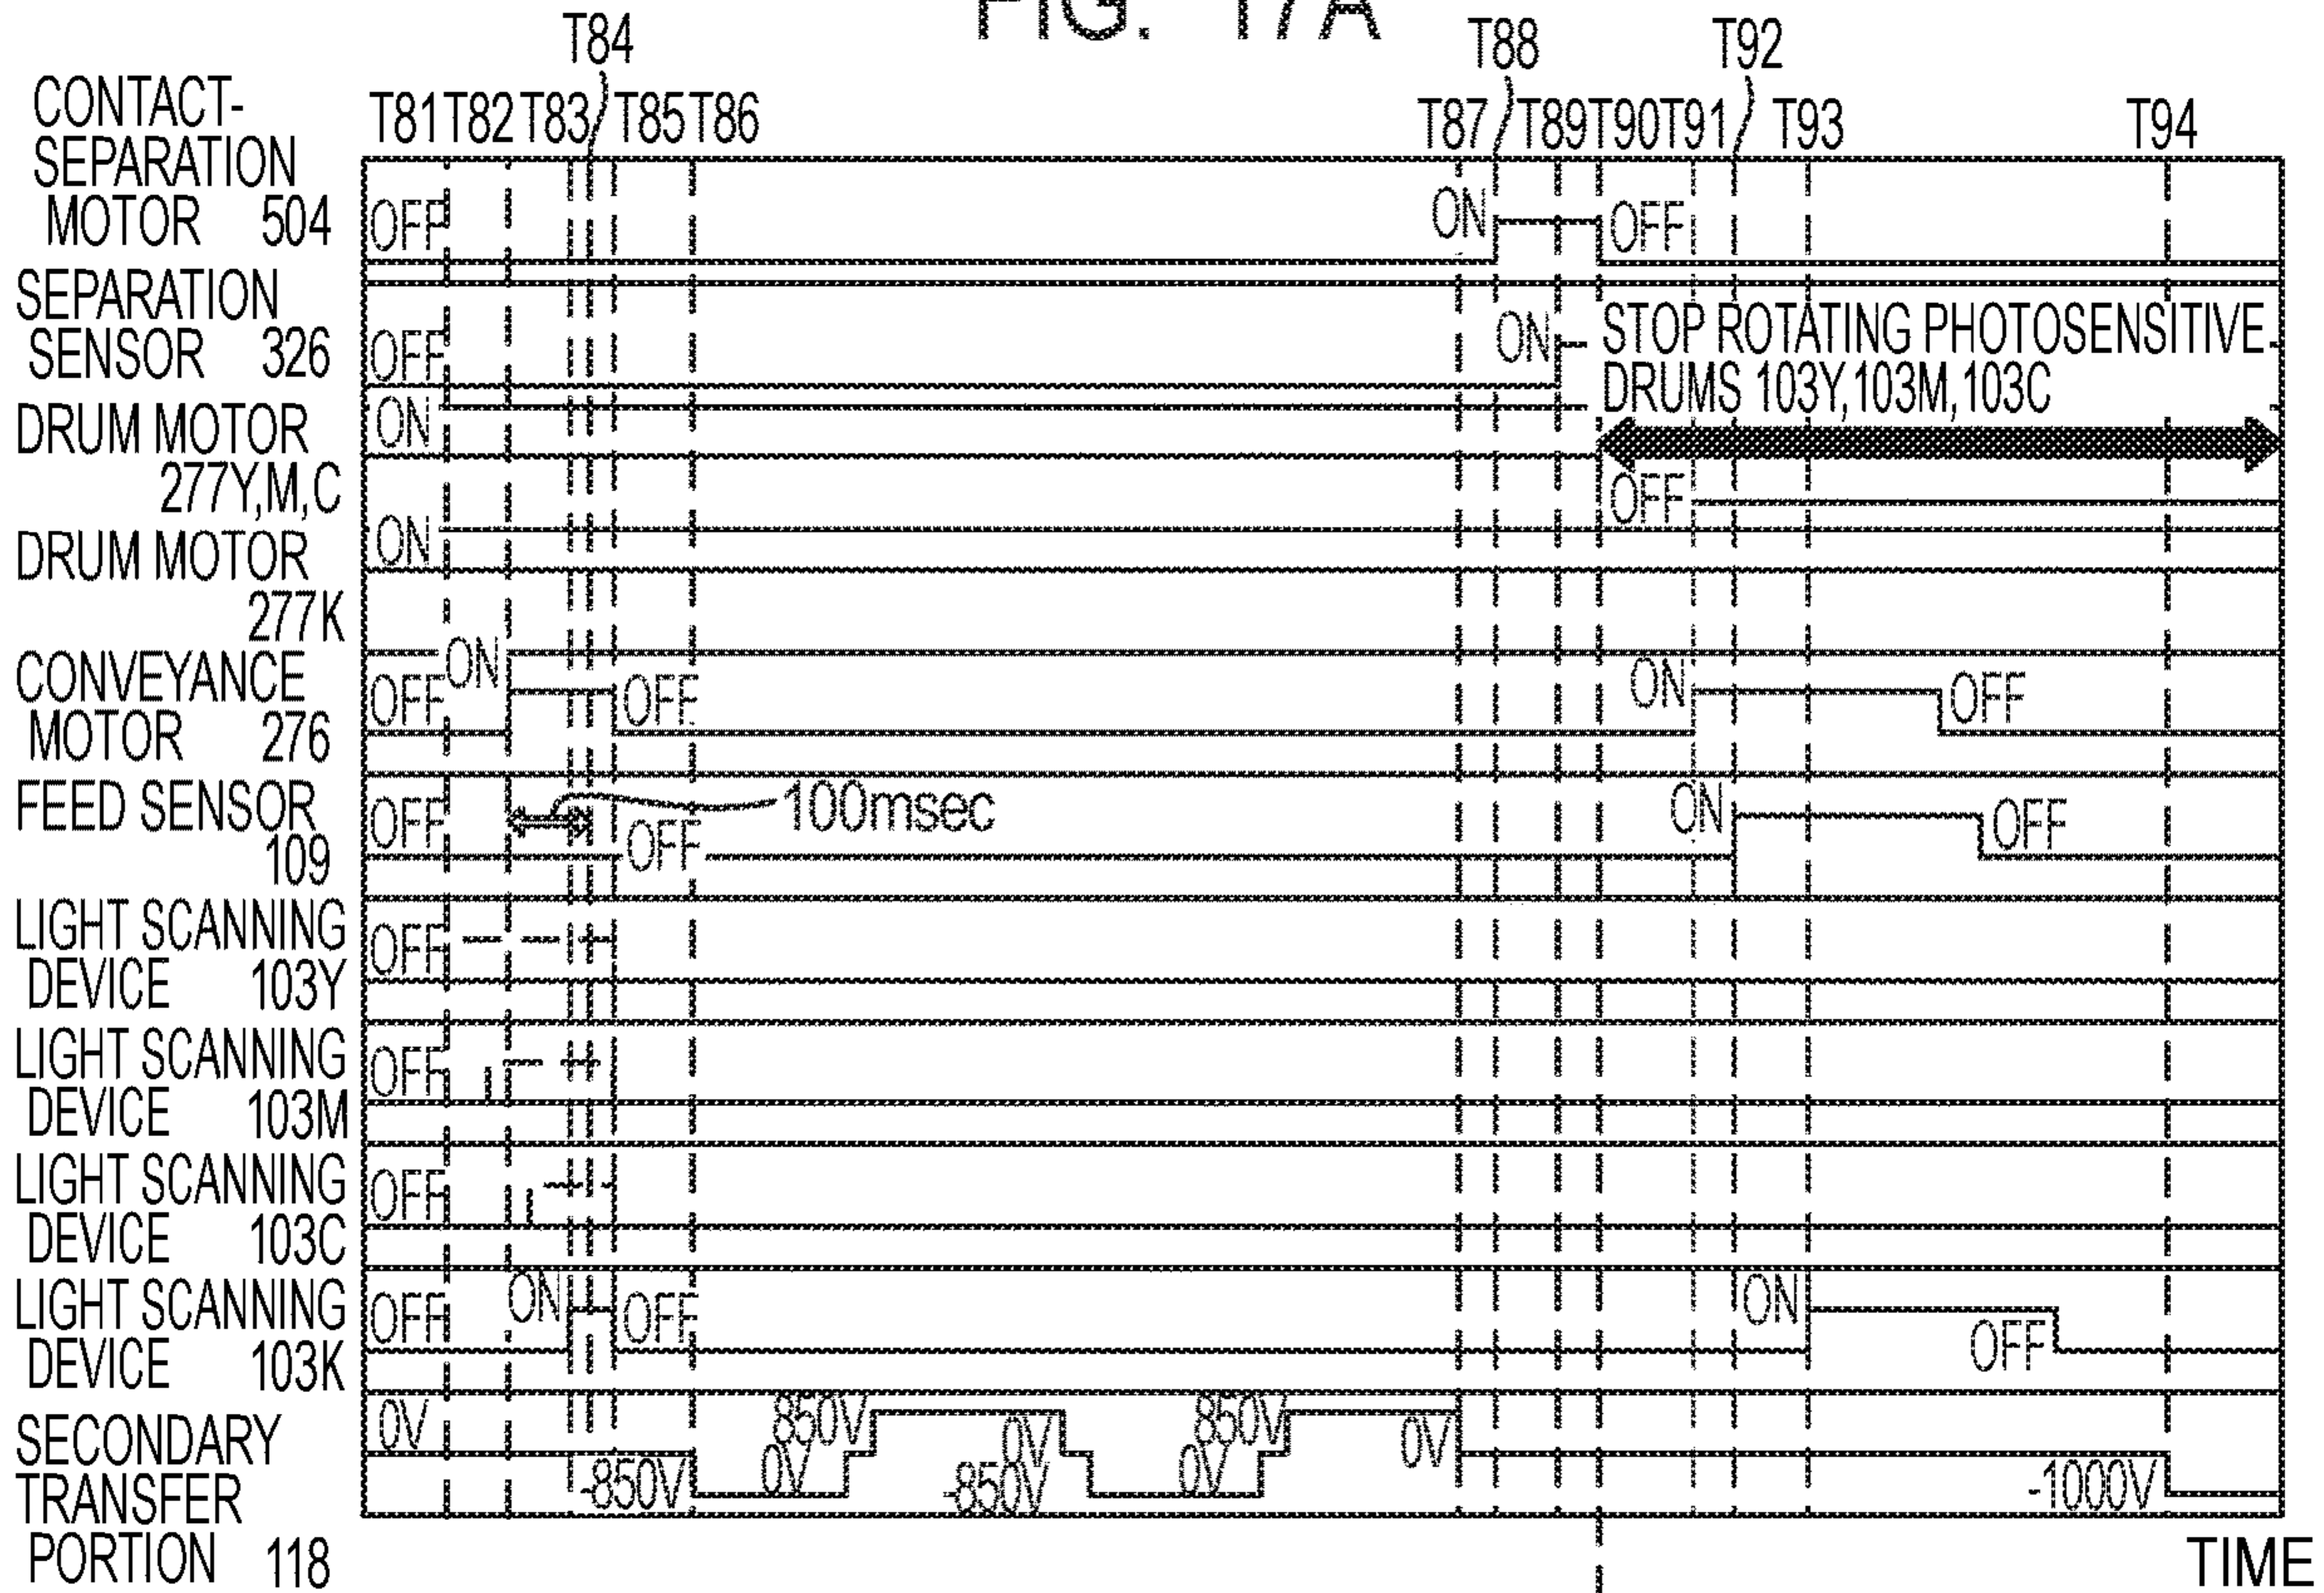 FIG. 17A
T84 T88 T92
T81 T82 T83 T85 T86 T87 T89 T90 T91 T93 T94
CONTACT-
SEPARATION
MOTOR 504
OFF ON OFF
SEPARATION
SENSOR 326
OFF ON
STOP ROTATING PHOTOSENSITIVE
DRUMS 103Y,103M,103C
DRUM MOTOR
277Y,M,C
ON OFF
DRUM MOTOR
277K
ON
CONVEYANCE
MOTOR 276
OFF ON OFF ON OFF
FEED SENSOR
109
OFF 100msec OFF ON OFF
LIGHT SCANNING
DEVICE 103Y
OFF
LIGHT SCANNING
DEVICE 103M
OFF
LIGHT SCANNING
DEVICE 103C
OFF
LIGHT SCANNING
DEVICE 103K
OFF ON OFF ON OFF
SECONDARY
TRANSFER
PORTION 118
0V -850V 0V 850V 0V -850V 0V 850V 0V -1000V
TIME